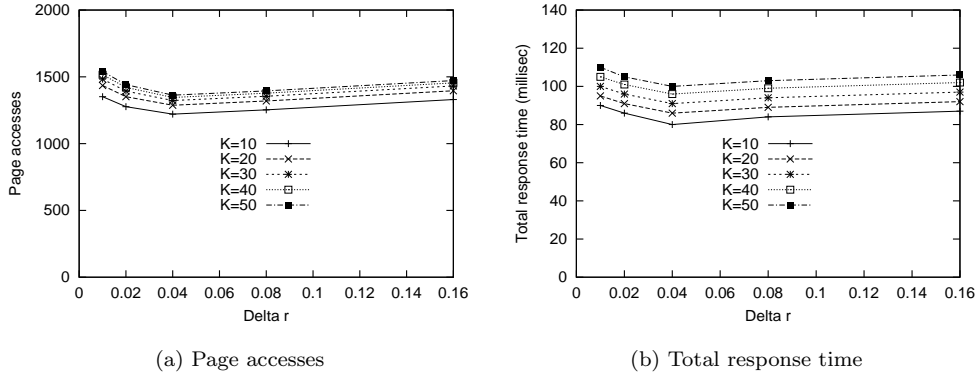 2000
1500
1000
500
0
Page accesses
K=10
K=20
K=30
K=40
K=50
0 0.02 0.04 0.06 0.08 0.1 0.12 0.14 0.16
Delta r
(a) Page accesses
140
120
100
80
60
40
20
0
Total response time (millisec)
K=10
K=20
K=30
K=40
K=50
0 0.02 0.04 0.06 0.08 0.1 0.12 0.14 0.16
Delta r
(b) Total response time